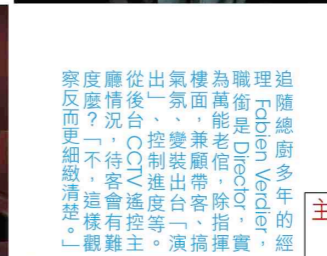 追隨總廚多年的經
理 Fabien Verdier，
職銜是 Director，實
為萬能老倌，除指揮
樓面，兼顧帶客、搞
氣氛、變裝出台「演
出」、控制進度等。
從後台 CCTV 遙控主
廳情況，待客會有難
度麼？「不，這樣觀
察反而更細緻清楚。」
主